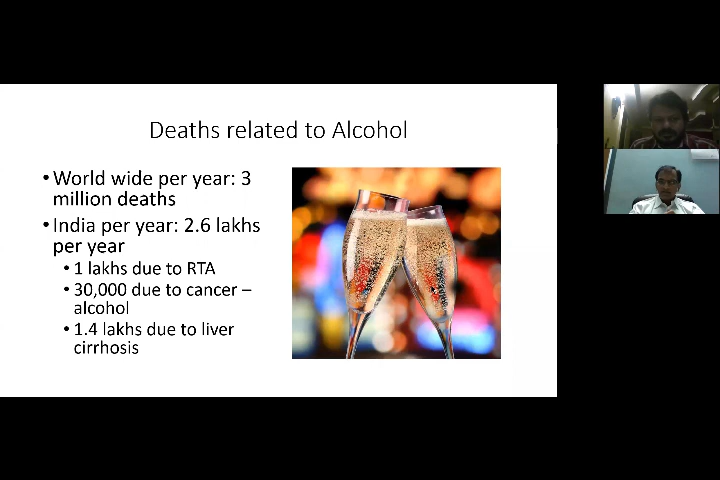 Deaths related to Alcohol
•World wide per year: 3
million deaths
•India per year: 2.6 lakhs
per year
•1 lakhs due to RTA
•30,000 due to cancer –
alcohol
•1.4 lakhs due to liver
cirrhosis